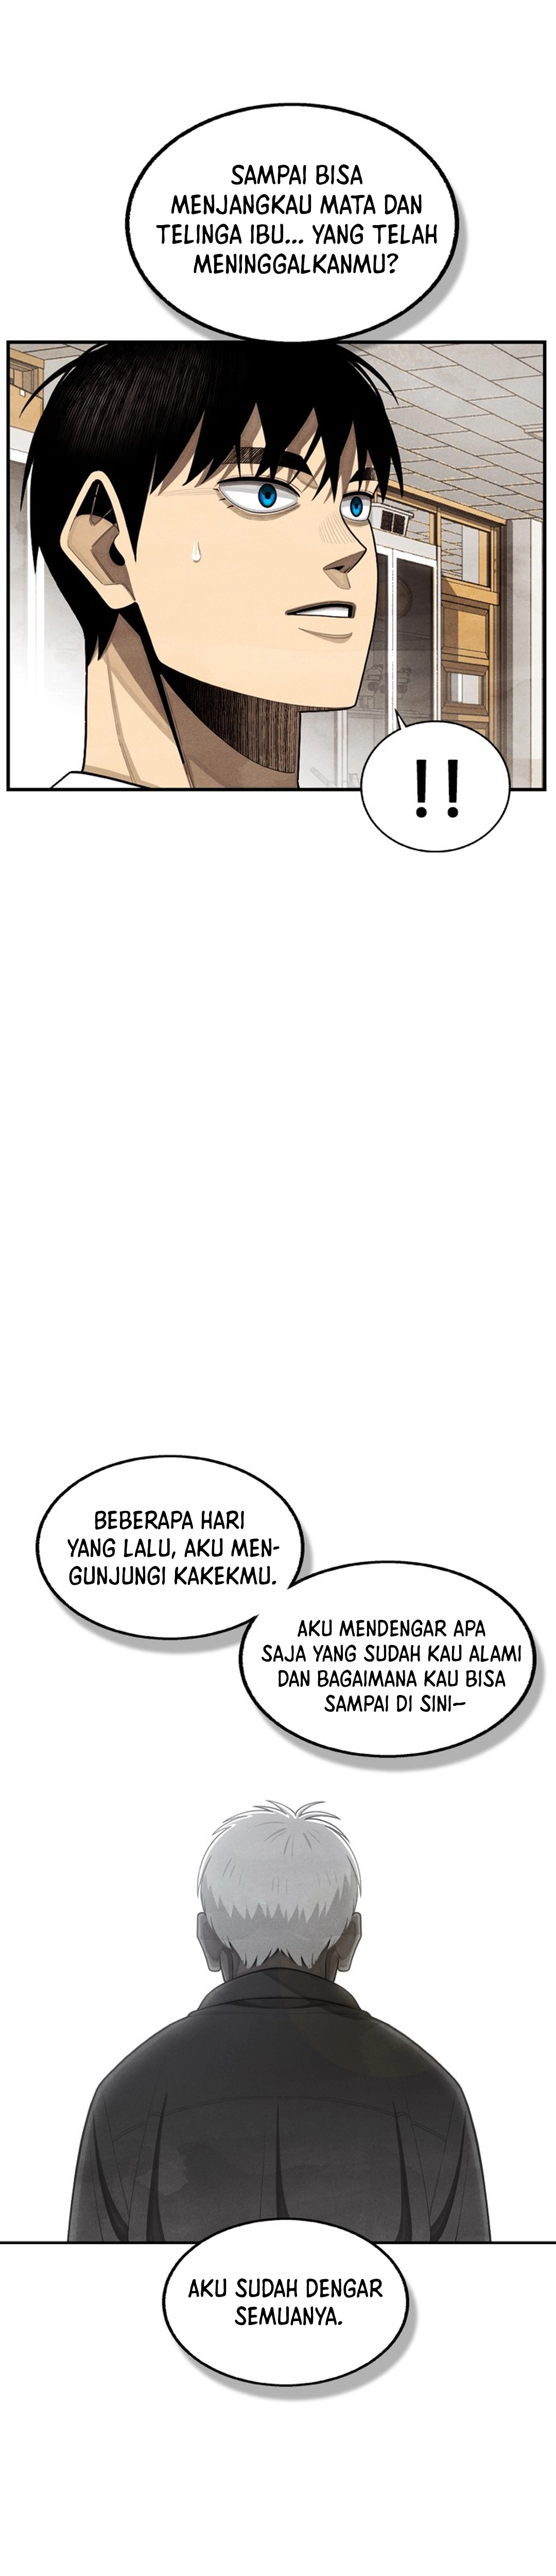 SAMPAI BISA
MENJANGKAU MATA DAN
TELINGA IBU... YANG TELAH
MENINGGALKANMU?
!!
BEBERAPA HARI
YANG LALU, AKU MEN-
GUNJUNGI KAKEKMU.
AKU MENDENGAR APA
SAJA YANG SUDAH KAU ALAMI
DAN BAGAIMANA KAU BISA
SAMPAI DI SINI–
AKU SUDAH DENGAR
SEMUANYA.